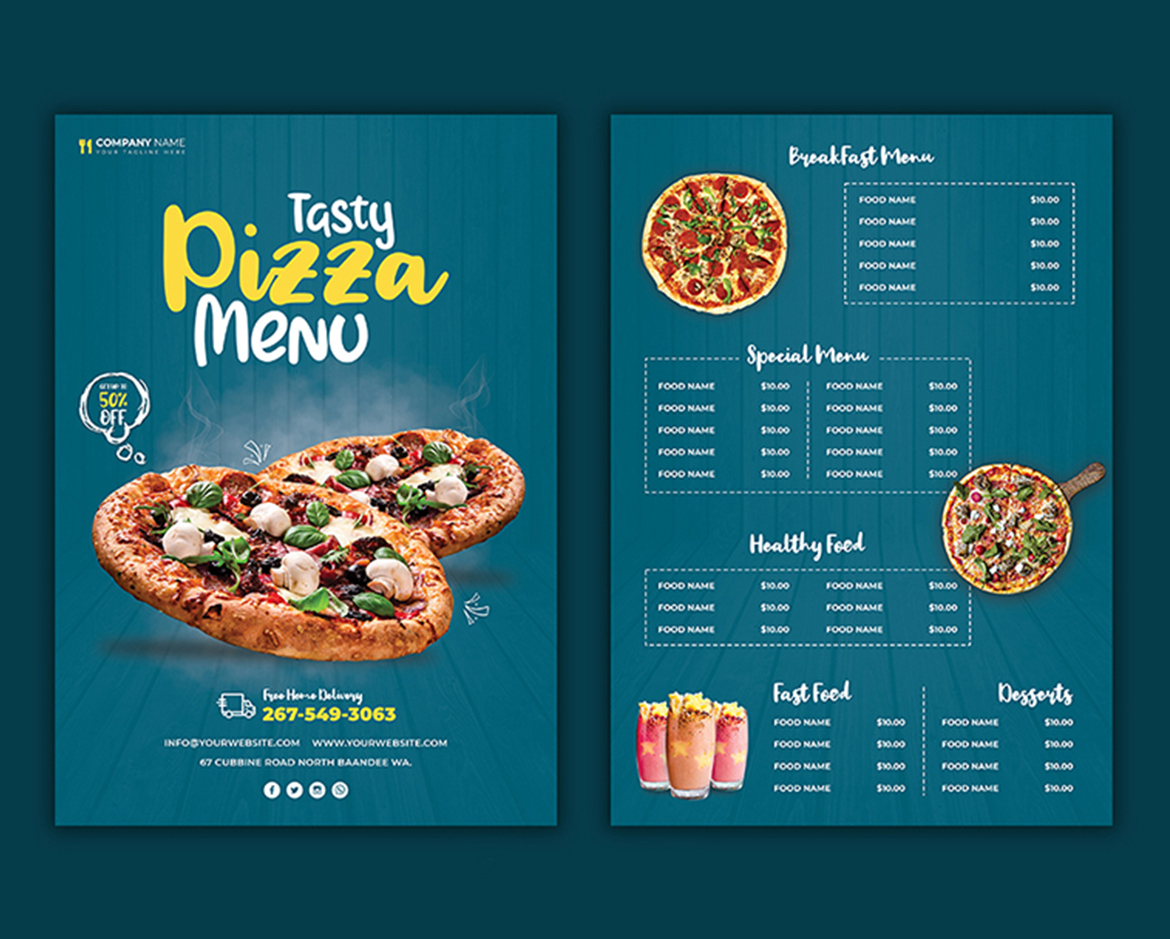 COMPANY NAME
YOUR TAGLINE HERE
Tasty
Pizza
Menu
GET UP TO
50%
OFF
Free Home Delivery
267-549-3063
INFO@YOURWEBSITE.COM WWW.YOURWEBSITE.COM
67 CUBBINE ROAD NORTH BAANDEE WA.
BreakFast Menu
FOOD NAME $10.00
FOOD NAME $10.00
FOOD NAME $10.00
FOOD NAME $10.00
FOOD NAME $10.00
Special Menu
FOOD NAME $10.00 FOOD NAME $10.00
FOOD NAME $10.00 FOOD NAME $10.00
FOOD NAME $10.00 FOOD NAME $10.00
FOOD NAME $10.00 FOOD NAME $10.00
FOOD NAME $10.00 FOOD NAME $10.00
Healthy Food
FOOD NAME $10.00 FOOD NAME $10.00
FOOD NAME $10.00 FOOD NAME $10.00
FOOD NAME $10.00 FOOD NAME $10.00
Fast Food
FOOD NAME $10.00
FOOD NAME $10.00
FOOD NAME $10.00
FOOD NAME $10.00
Desserts
FOOD NAME $10.00
FOOD NAME $10.00
FOOD NAME $10.00
FOOD NAME $10.00